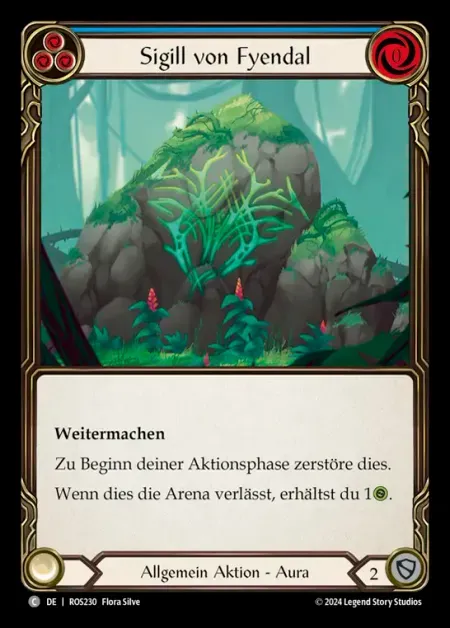 Sigill von Fyendal
0
Weitermachen
Zu Beginn deiner Aktionsphase zerstöre dies.
Wenn dies die Arena verlässt, erhältst du 1.
Allgemein Aktion - Aura
2
C DE | ROS230 Flora Silve
© 2024 Legend Story Studios